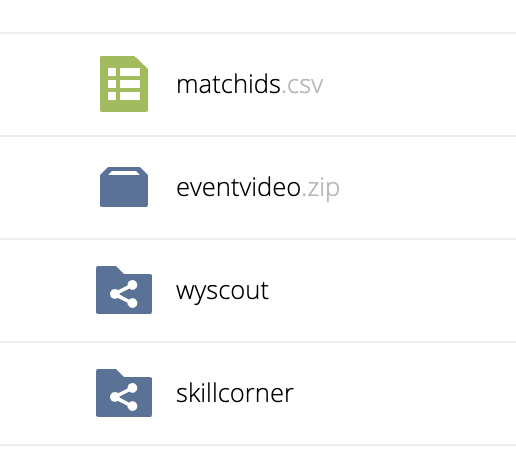 matchids.csv
eventvideo.zip
wyscout
skillcorner